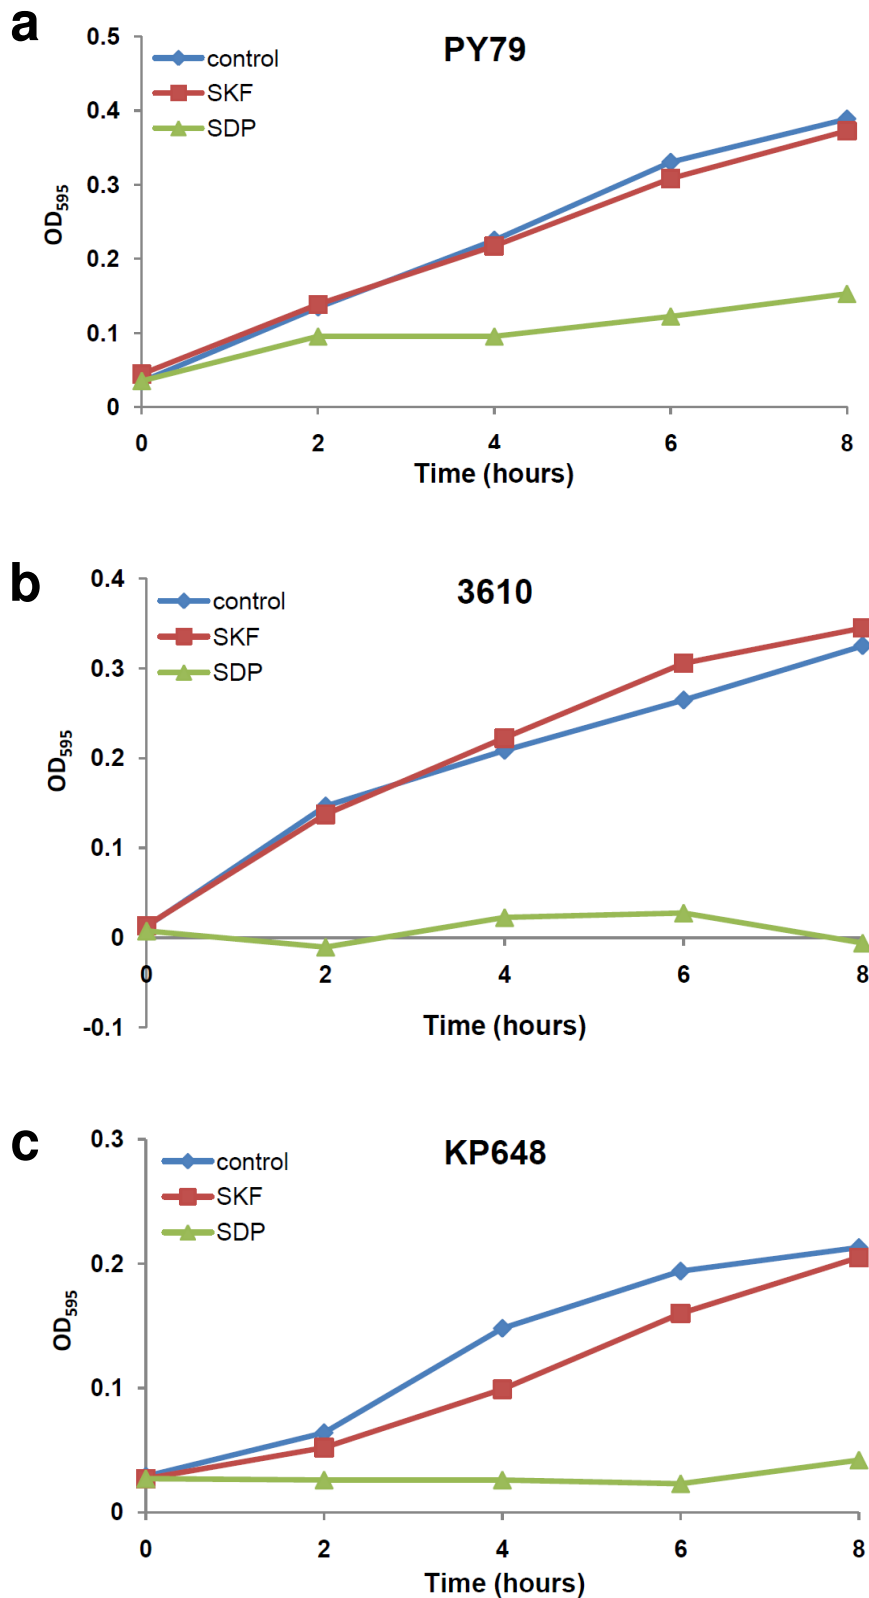 a
PY79
control
SKF
SDP
0.5
0.4
0.3
0.2
0.1
0
OD595
0 2 4 6 8
Time (hours)
b
3610
control
SKF
SDP
0.4
0.3
0.2
0.1
0
-0.1
OD595
0 2 4 6 8
Time (hours)
c
KP648
control
SKF
SDP
0.3
0.2
0.1
0
OD595
0 2 4 6 8
Time (hours)